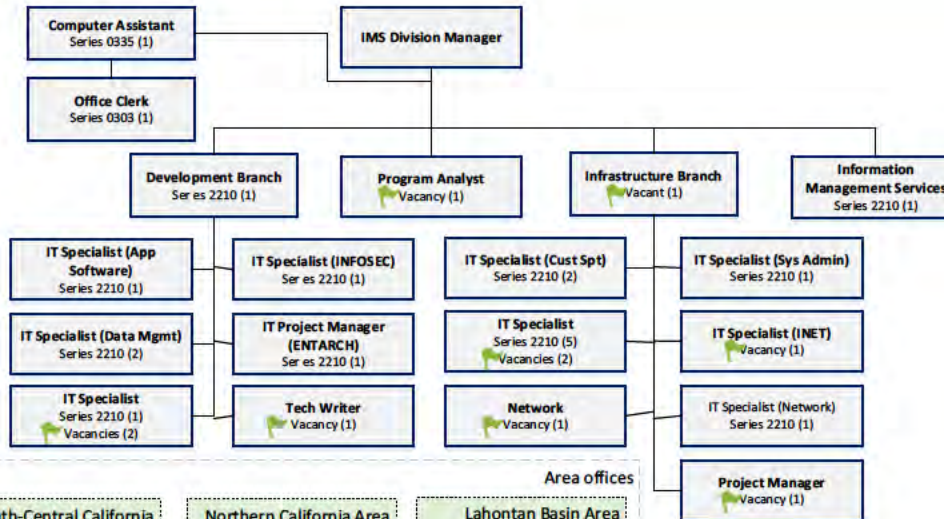 Computer Assistant
Series 0335 (1)
IMS Division Manager
Office Clerk
Series 0303 (1)
Development Branch
Series 2210 (1)
Program Analyst
Vacancy (1)
Infrastructure Branch
Vacant (1)
Information
Management Services
Series 2210 (1)
IT Specialist (App
Software)
Series 2210 (1)
IT Specialist (INFOSEC)
Series 2210 (1)
IT Specialist (Cust Spt)
Series 2210 (2)
IT Specialist (Sys Admin)
Series 2210 (1)
IT Specialist (Data Mgmt)
Series 2210 (2)
IT Project Manager
(ENTARCH)
Series 2210 (1)
IT Specialist
Series 2210 (5)
Vacancies (2)
IT Specialist (INET)
Vacancy (1)
IT Specialist
Series 2210 (1)
Vacancies (2)
Tech Writer
Vacancy (1)
Network
Vacancy (1)
IT Specialist (Network)
Series 2210 (1)
Project Manager
Vacancy (1)
Area offices
th-Central California
Northern California Area
Lahontan Basin Area